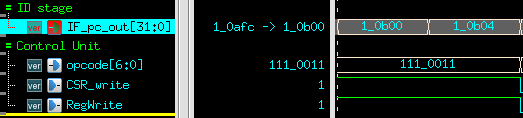 ID stage
ver IF_pc_out[31:0] 1_0afc -> 1_0b00 1_0b00 1_0b04
Control Unit
ver opcode[6:0] 111_0011 111_0011
ver CSR_write 1
ver RegWrite 1